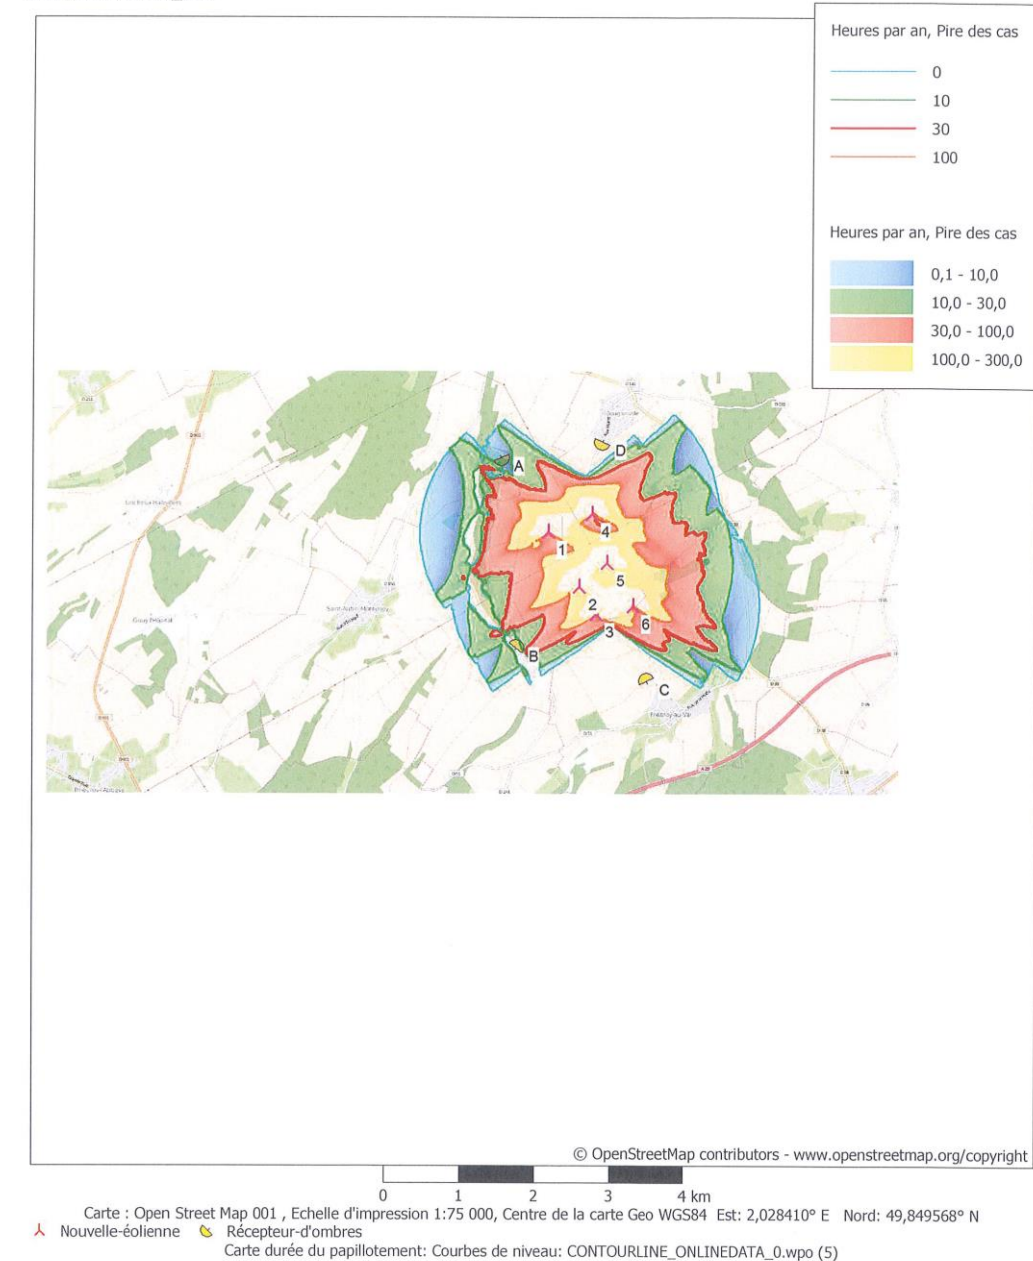 Heures par an, Pire des cas
0
10
30
100
Heures par an, Pire des cas
0,1 - 10,0
10,0 - 30,0
30,0 - 100,0
100,0 - 300,0
A
D
4
1
5
2
6
3
B
C
© OpenStreetMap contributors - www.openstreetmap.org/copyright
0 1 2 3 4 km
Carte : Open Street Map 001 , Echelle d'impression 1:75 000, Centre de la carte Geo WGS84 Est: 2,028410° E Nord: 49,849568° N
Nouvelle-éolienne Récepteur-d'ombres
Carte durée du papillotement: Courbes de niveau: CONTOURLINE_ONLINEDATA_0.wpo (5)